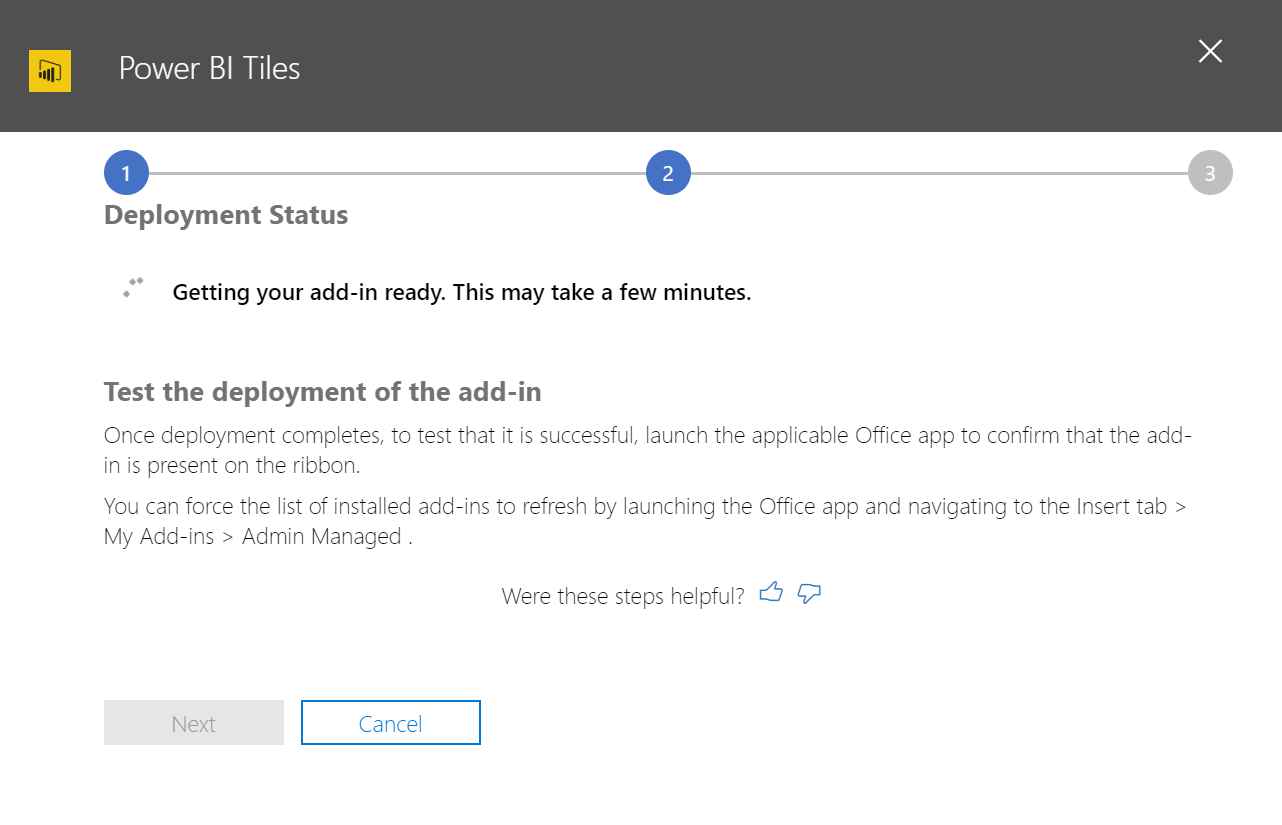 Power BI Tiles
1
2
3
Deployment Status
Getting your add-in ready. This may take a few minutes.
Test the deployment of the add-in
Once deployment completes, to test that it is successful, launch the applicable Office app to confirm that the add-
in is present on the ribbon.
You can force the list of installed add-ins to refresh by launching the Office app and navigating to the Insert tab >
My Add-ins > Admin Managed .
Were these steps helpful?
Next
Cancel